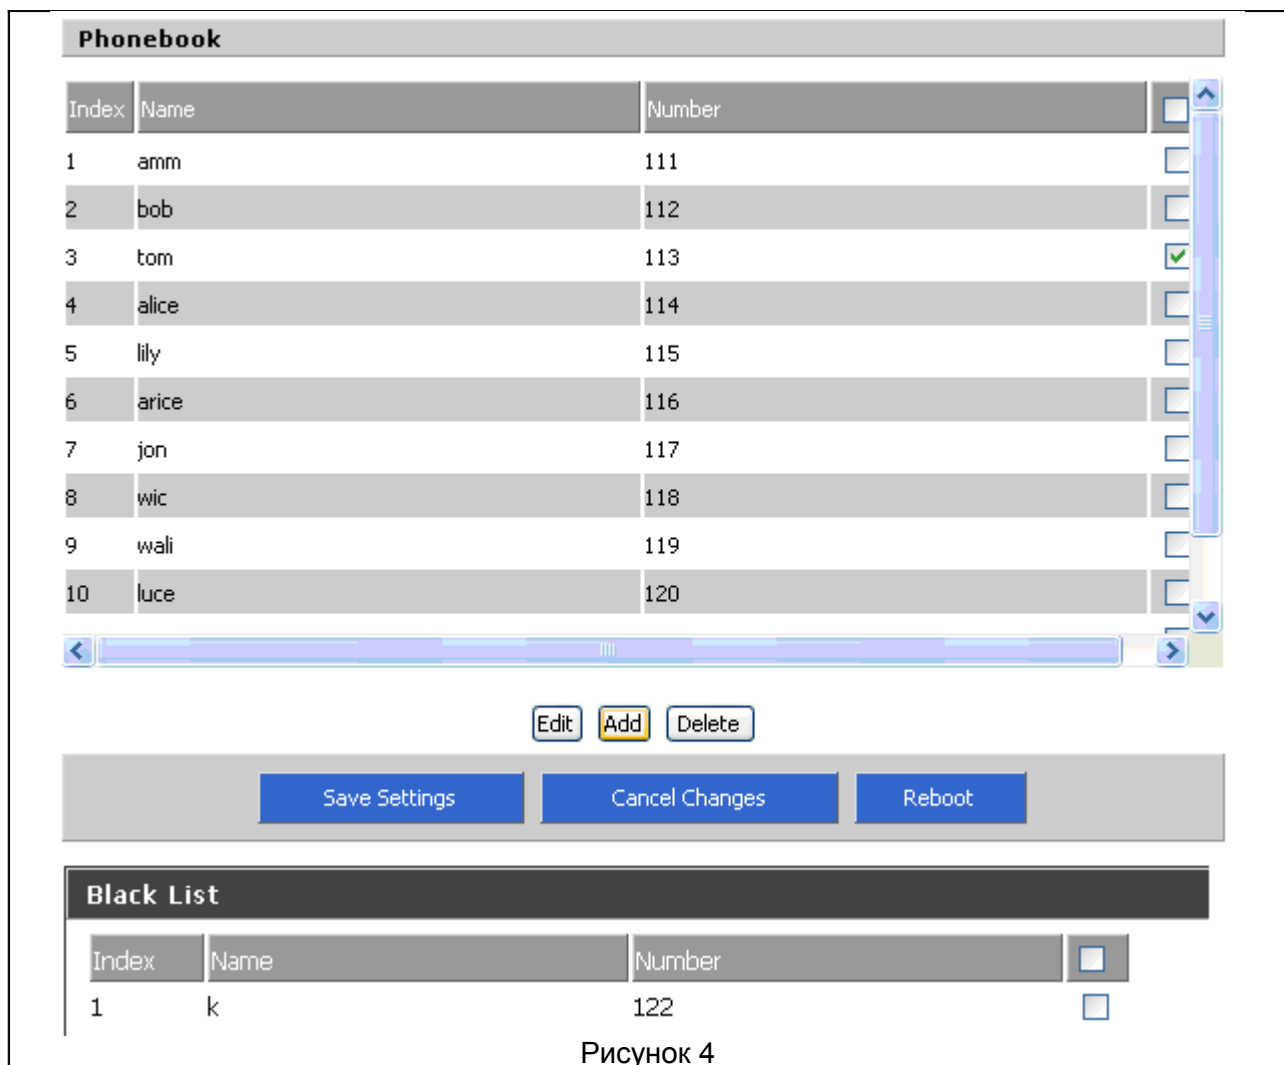 Phonebook
Index Name Number
1 amm 111
2 bob 112
3 tom 113
4 alice 114
5 lily 115
6 arice 116
7 jon 117
8 wic 118
9 wali 119
10 luce 120
Edit Add Delete
Save Settings Cancel Changes Reboot
Black List
Index Name Number
1 k 122
Рисунок 4